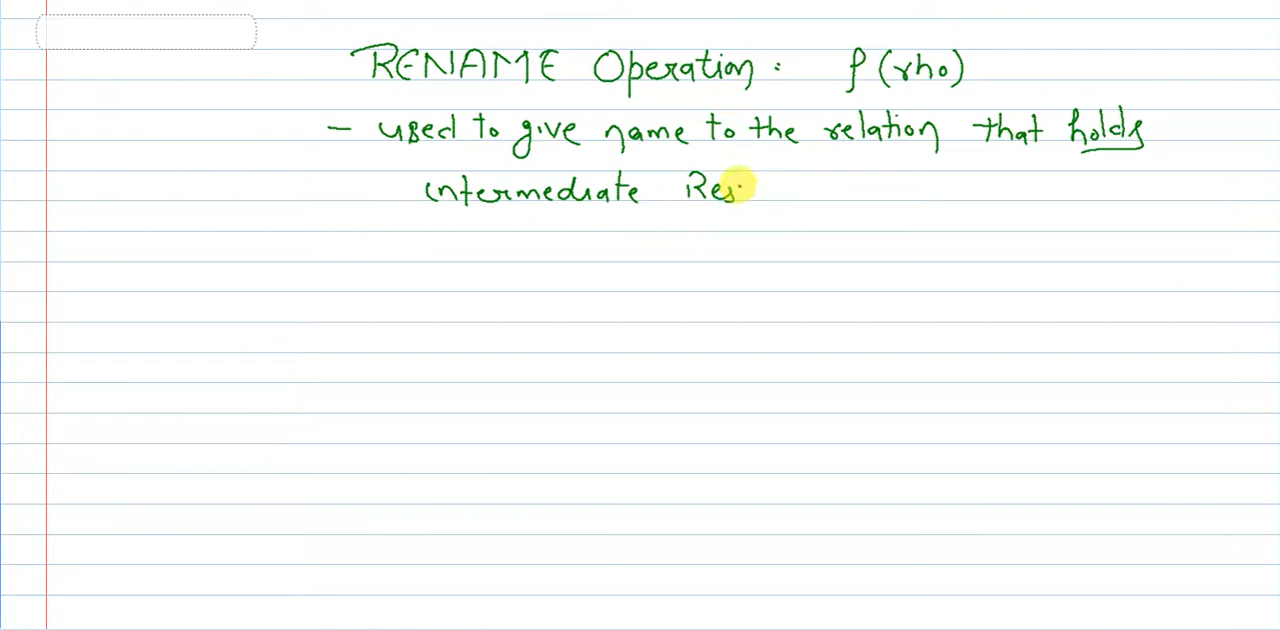 RENAME Operation : ρ (rho)
- used to give name to the relation that holds
intermediate Res